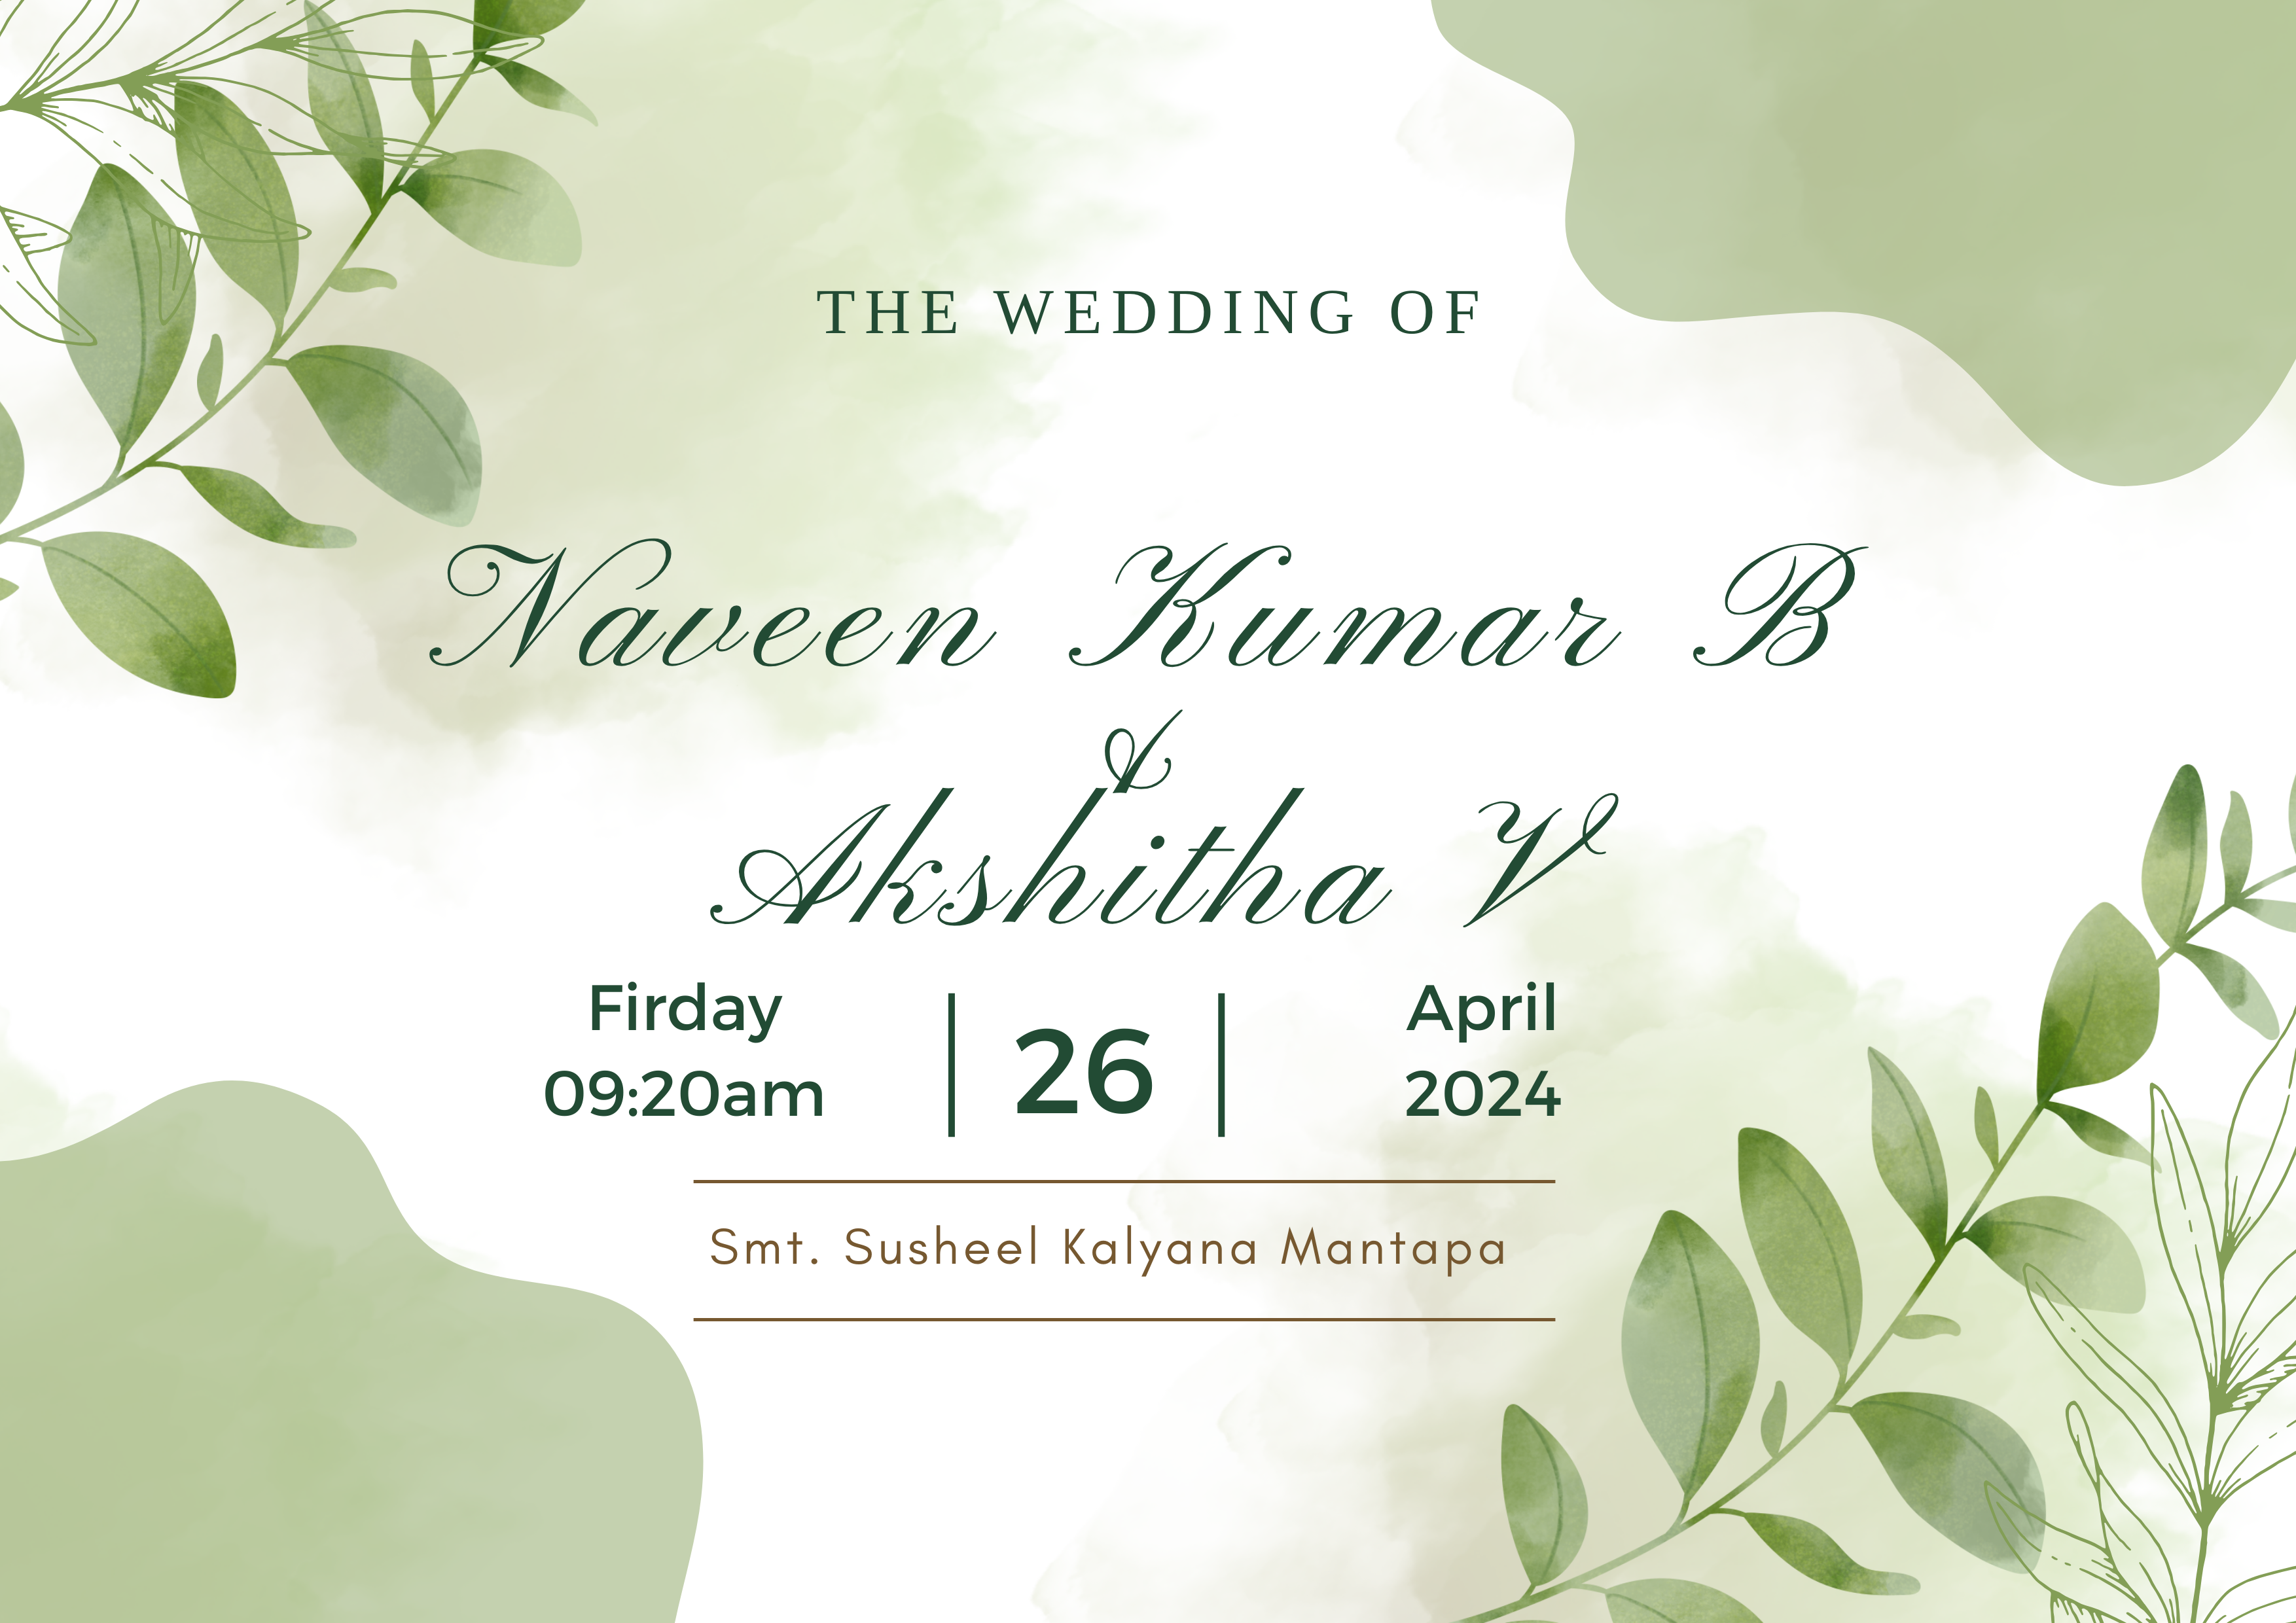 THE WEDDING OF
Naveen Kumar B
&
Akshitha V
Firday
09:20am
26
April
2024
Smt. Susheel Kalyana Mantapa